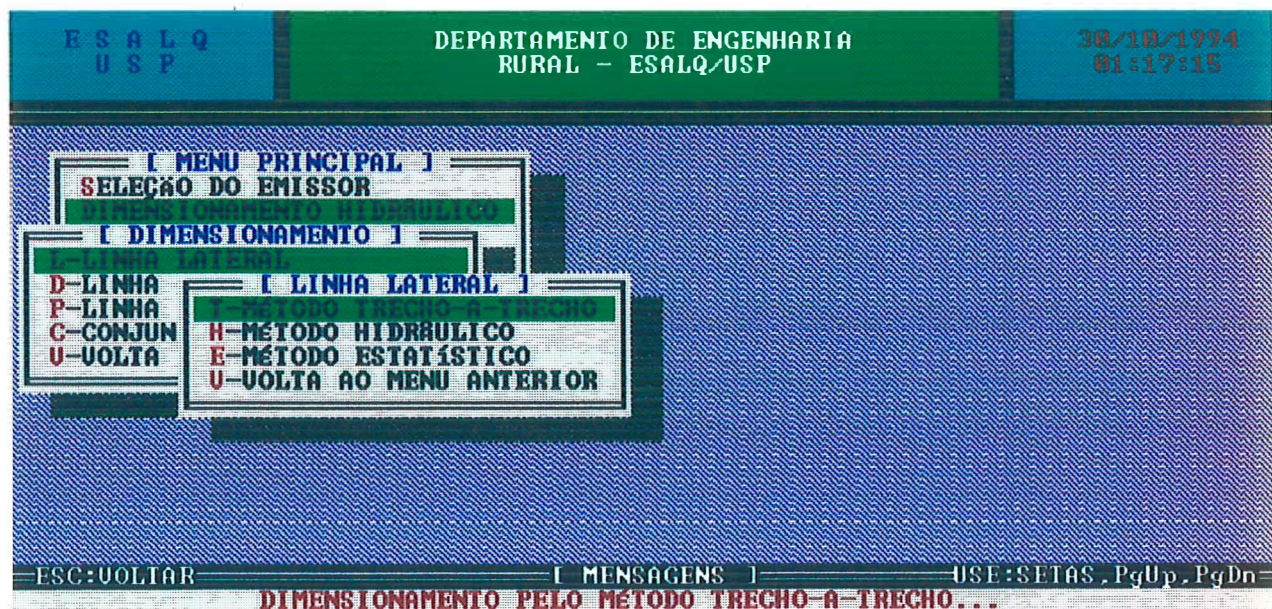 E S A L Q
U S P
DEPARTAMENTO DE ENGENHARIA
RURAL - ESALQ/USP
30/10/1994
01:17:15
[ MENU PRINCIPAL ]
SELEÇÃO DO EMISSOR
DIMENSIONAMENTO HIDRÁULICO
[ DIMENSIONAMENTO ]
L-LINHA LATERAL
D-LINHA
P-LINHA
C-CONJUN
V-VOLTA
[ LINHA LATERAL ]
T-MÉTODO TRECHO-A-TRECHO
H-MÉTODO HIDRÁULICO
E-MÉTODO ESTATÍSTICO
V-VOLTA AO MENU ANTERIOR
ESC:VOLTAR [ MENSAGENS ] USE:SETAS,PgUp,PgDn
DIMENSIONAMENTO PELO MÉTODO TRECHO-A-TRECHO...